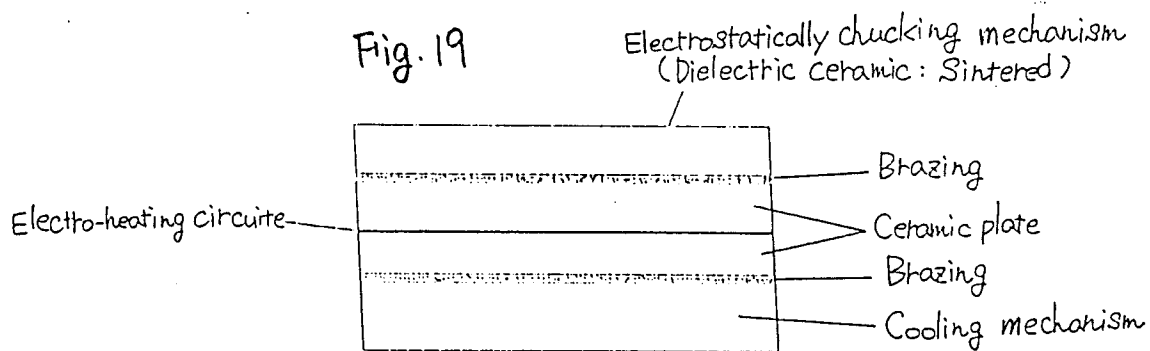 Fig. 19
Electrostatically chucking mechanism
(Dielectric ceramic: Sintered)
Brazing
Electro-heating circuite
Ceramic plate
Brazing
Cooling mechanism